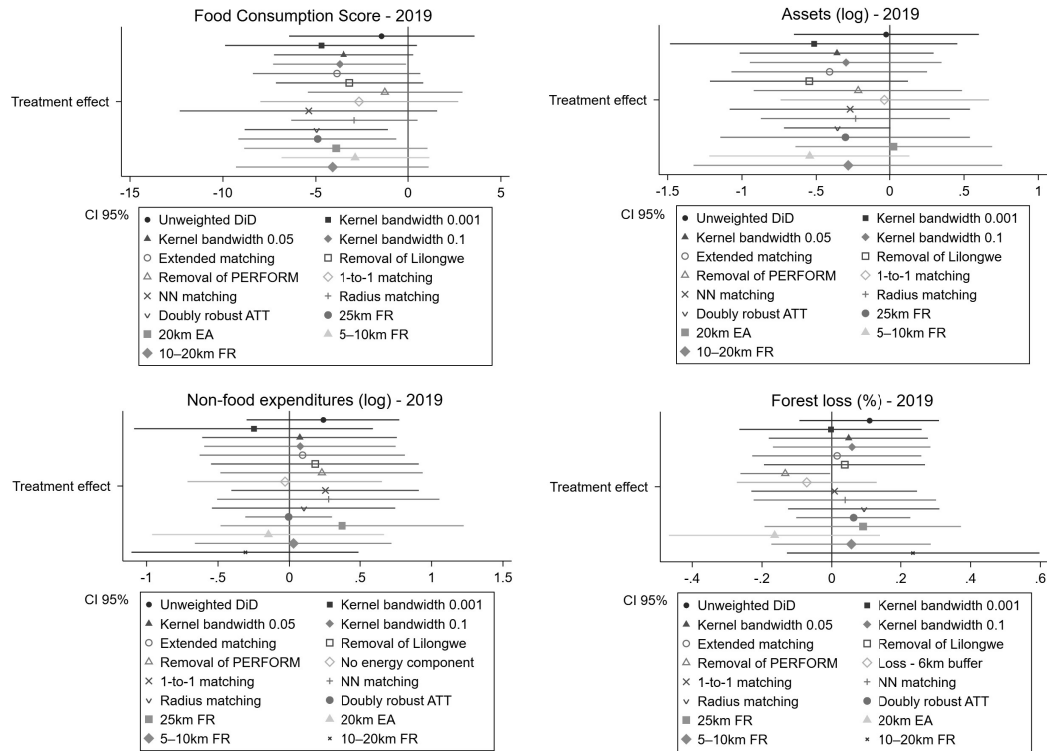 Food Consumption Score - 2019
Treatment effect
-15 -10 -5 0 5
CI 95%
Unweighted DiD Kernel bandwidth 0.001
Kernel bandwidth 0.05 Kernel bandwidth 0.1
Extended matching Removal of Lilongwe
Removal of PERFORM 1-to-1 matching
NN matching Radius matching
Doubly robust ATT 25km FR
20km EA 5–10km FR
10–20km FR
Assets (log) - 2019
Treatment effect
-1.5 -1 -.5 0 .5 1
CI 95%
Unweighted DiD Kernel bandwidth 0.001
Kernel bandwidth 0.05 Kernel bandwidth 0.1
Extended matching Removal of Lilongwe
Removal of PERFORM 1-to-1 matching
NN matching Radius matching
Doubly robust ATT 25km FR
20km EA 5–10km FR
10–20km FR
Non-food expenditures (log) - 2019
Treatment effect
-1 -.5 0 .5 1 1.5
CI 95%
Unweighted DiD Kernel bandwidth 0.001
Kernel bandwidth 0.05 Kernel bandwidth 0.1
Extended matching Removal of Lilongwe
Removal of PERFORM No energy component
1-to-1 matching NN matching
Radius matching Doubly robust ATT
25km FR 20km EA
5–10km FR 10–20km FR
Forest loss (%) - 2019
Treatment effect
-.4 -.2 0 .2 .4 .6
CI 95%
Unweighted DiD Kernel bandwidth 0.001
Kernel bandwidth 0.05 Kernel bandwidth 0.1
Extended matching Removal of Lilongwe
Removal of PERFORM Loss - 6km buffer
1-to-1 matching NN matching
Radius matching Doubly robust ATT
25km FR 20km EA
5–10km FR 10–20km FR